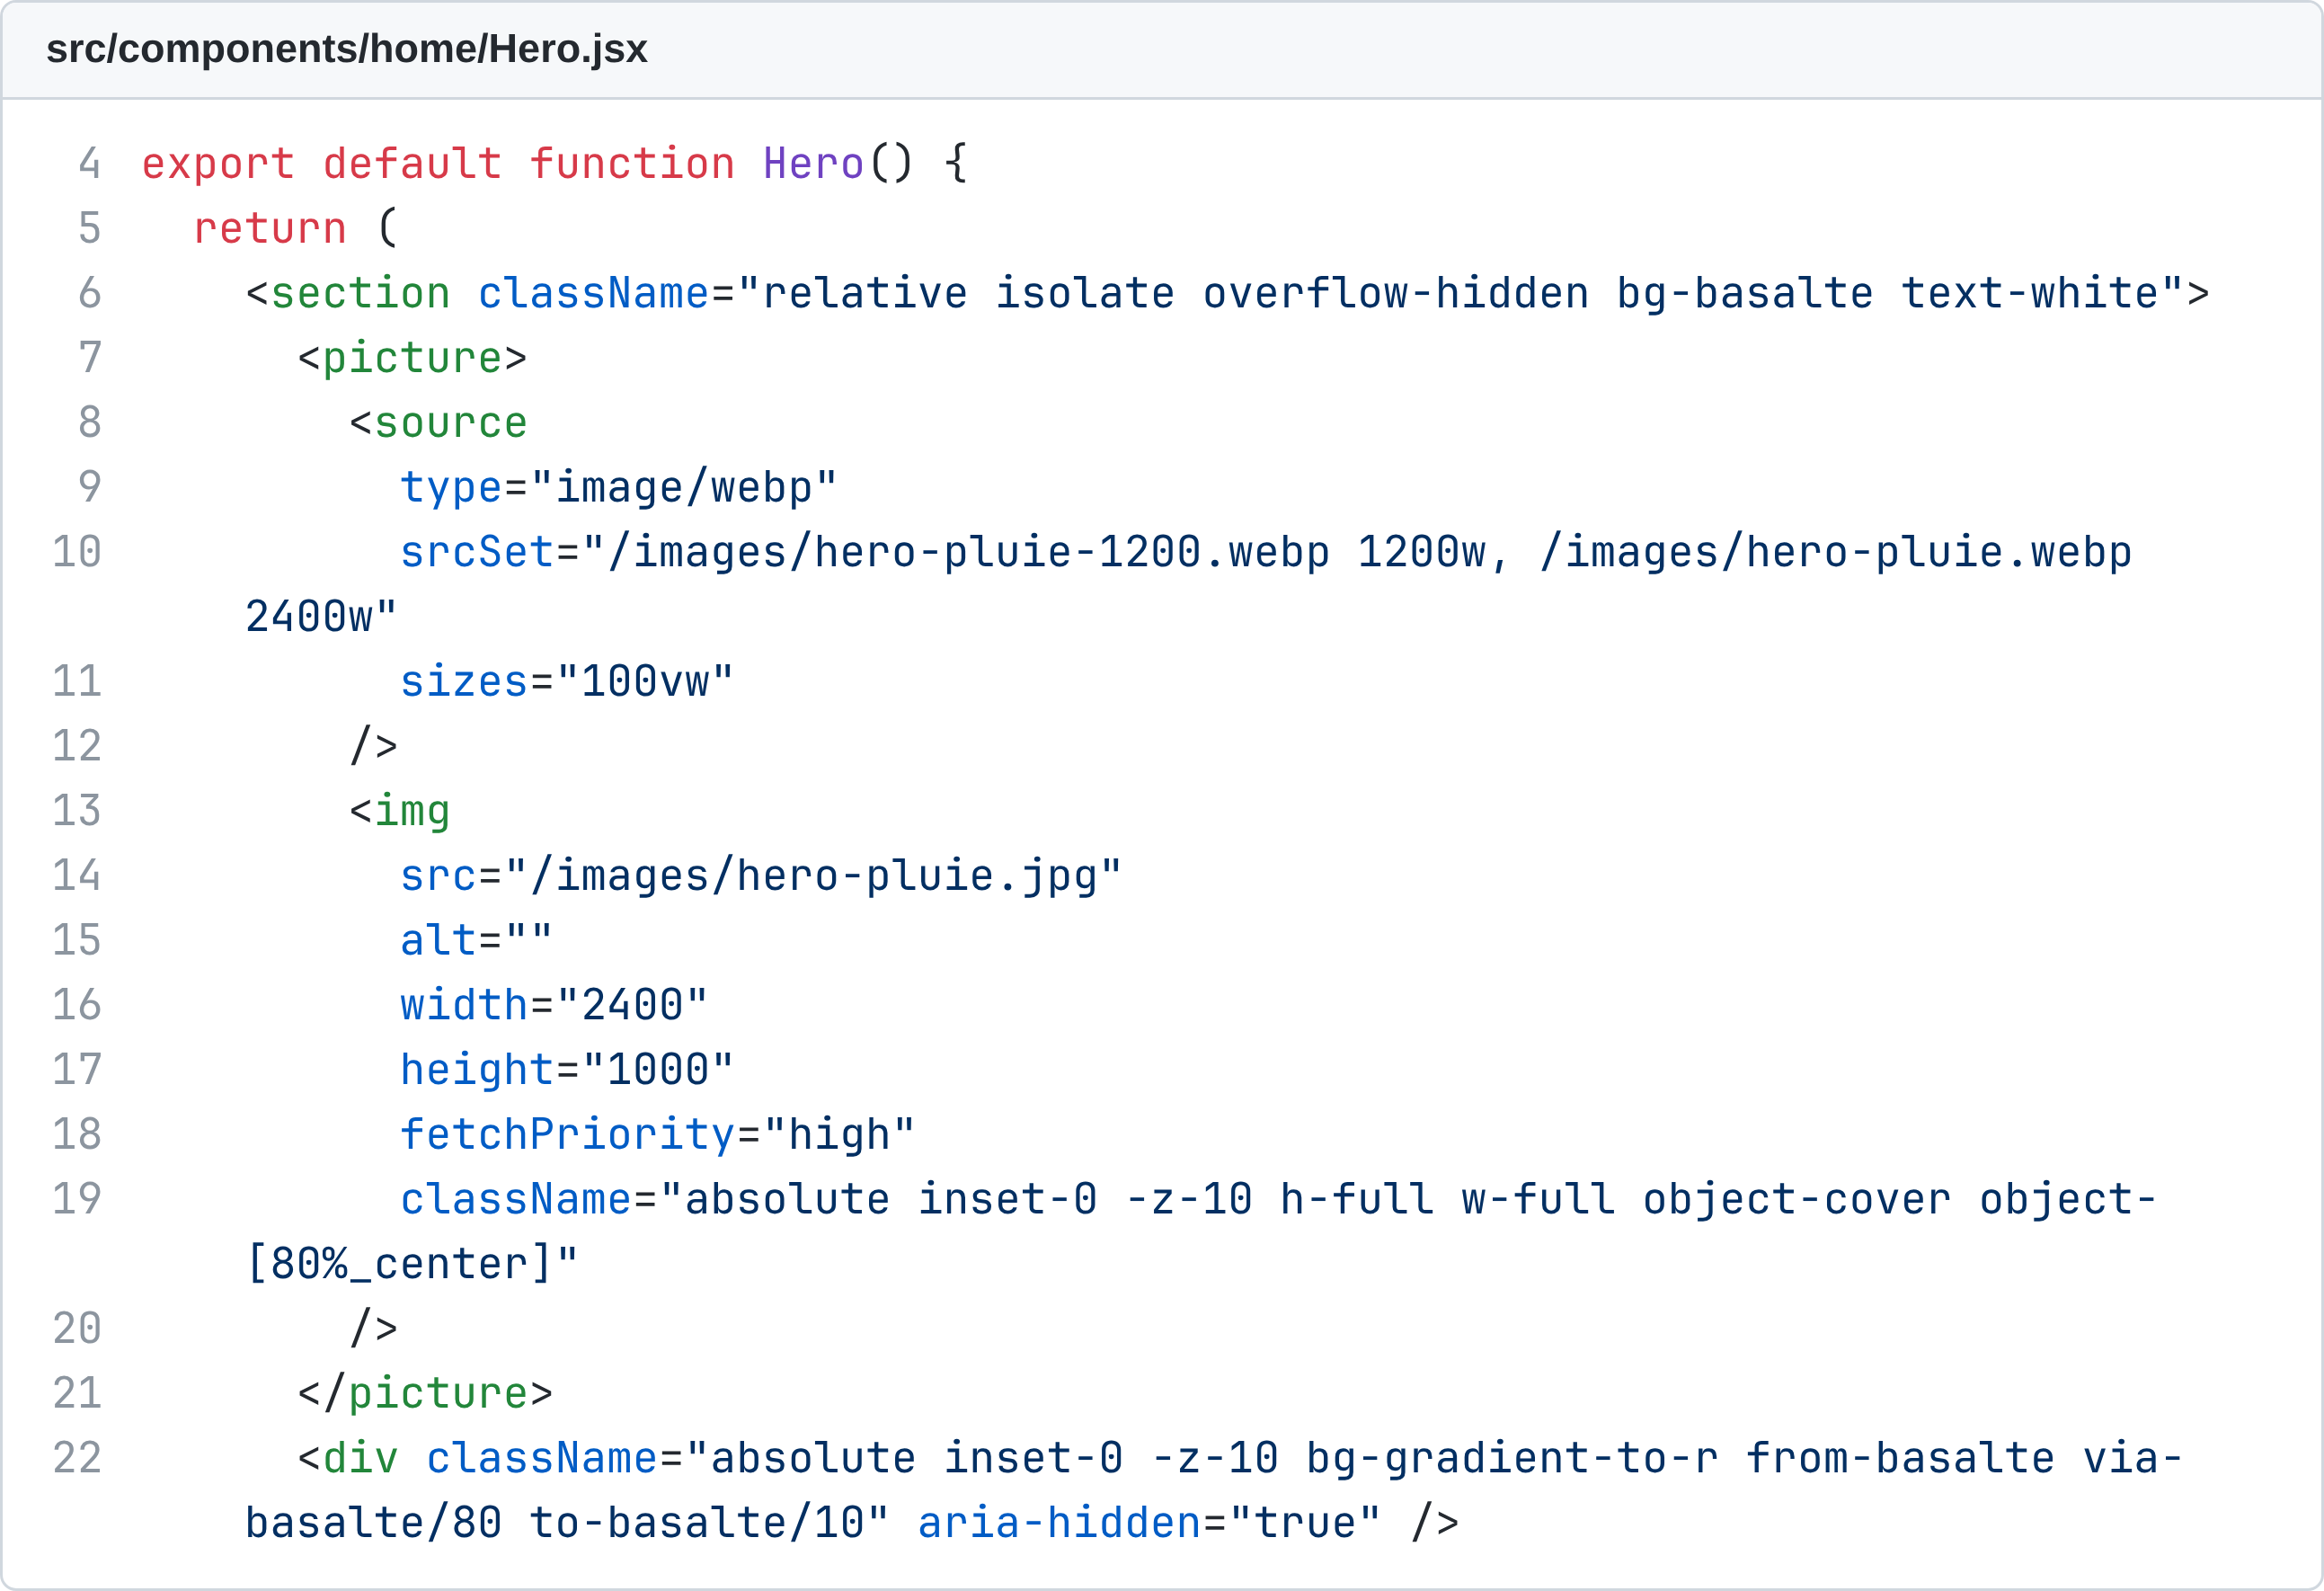 src/components/home/Hero.jsx
4 export default function Hero() {
5   return (
6     <section className="relative isolate overflow-hidden bg-basalte text-white">
7       <picture>
8         <source
9           type="image/webp"
10           srcSet="/images/hero-pluie-1200.webp 1200w, /images/hero-pluie.webp
2400w"
11           sizes="100vw"
12         />
13         <img
14           src="/images/hero-pluie.jpg"
15           alt=""
16           width="2400"
17           height="1000"
18           fetchPriority="high"
19           className="absolute inset-0 -z-10 h-full w-full object-cover object-
[80%_center]"
20         />
21       </picture>
22       <div className="absolute inset-0 -z-10 bg-gradient-to-r from-basalte via-
basalte/80 to-basalte/10" aria-hidden="true" />